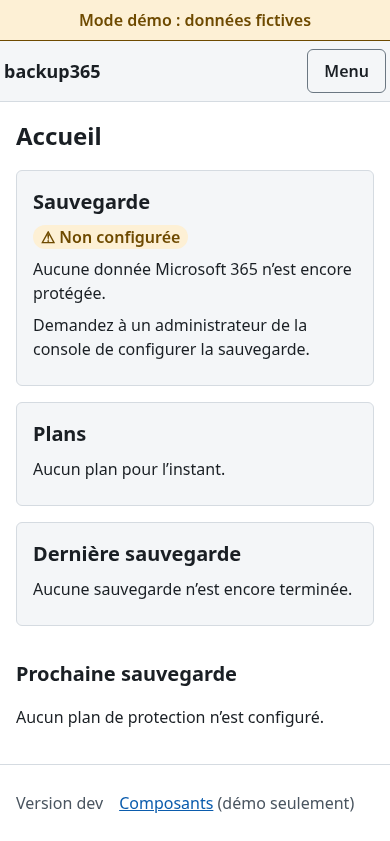 Mode démo : données fictives
backup365
Menu
Accueil
Sauvegarde
⚠ Non configurée
Aucune donnée Microsoft 365 n’est encore
protégée.
Demandez à un administrateur de la
console de configurer la sauvegarde.
Plans
Aucun plan pour l’instant.
Dernière sauvegarde
Aucune sauvegarde n’est encore terminée.
Prochaine sauvegarde
Aucun plan de protection n’est configuré.
Version dev Composants (démo seulement)